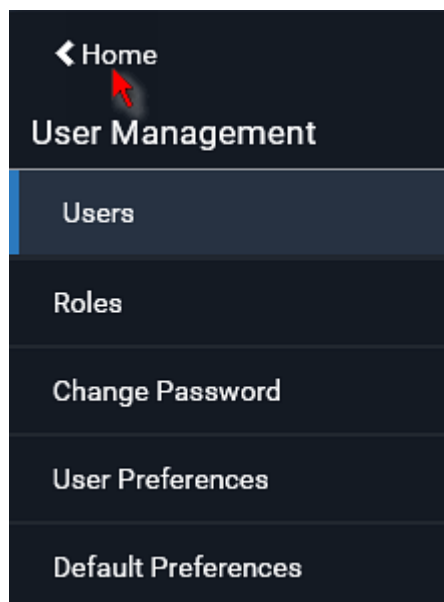 Home
User Management
Users
Roles
Change Password
User Preferences
Default Preferences